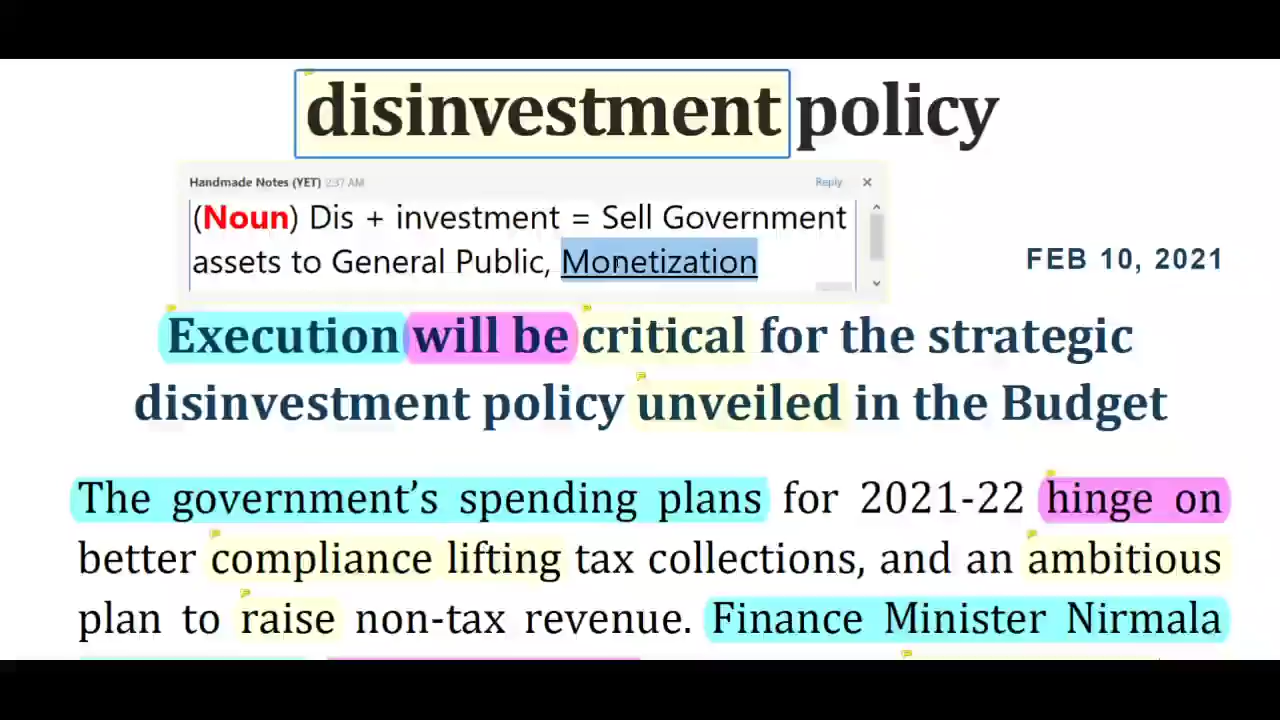 disinvestment policy
Handmade Notes (YET) 2:37 AM Reply
(Noun) Dis + investment = Sell Government
assets to General Public, Monetization
FEB 10, 2021
Execution will be critical for the strategic
disinvestment policy unveiled in the Budget
The government’s spending plans for 2021-22 hinge on
better compliance lifting tax collections, and an ambitious
plan to raise non-tax revenue. Finance Minister Nirmala